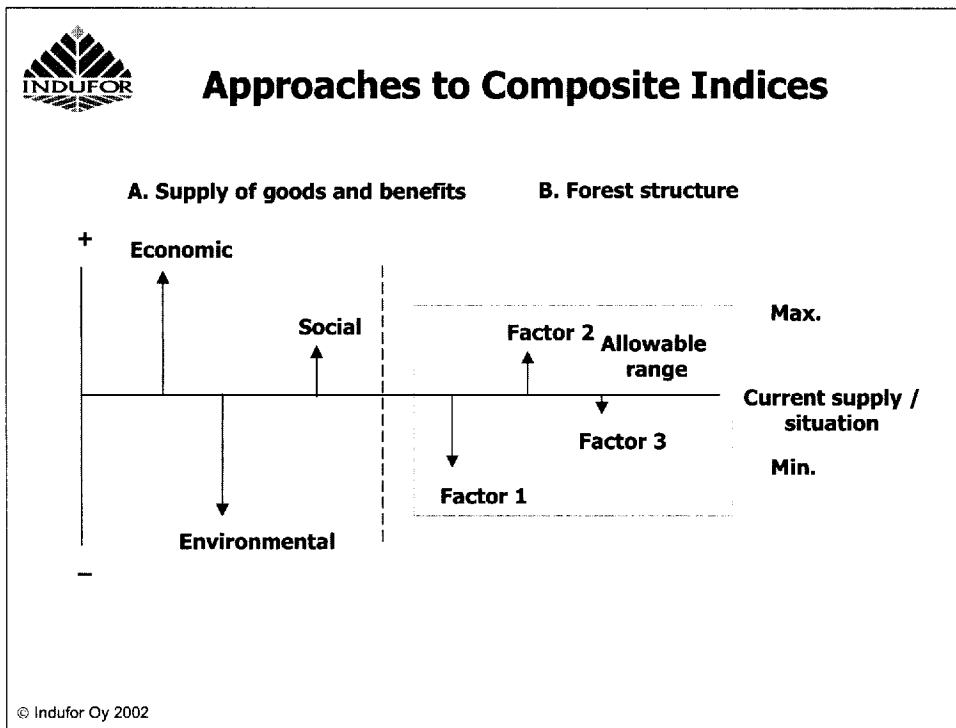 INDUFOR
Approaches to Composite Indices
A. Supply of goods and benefits
B. Forest structure
+
Economic
Social
Environmental
–
Factor 2
Allowable
range
Factor 3
Factor 1
Max.
Current supply /
situation
Min.
© Indufor Oy 2002